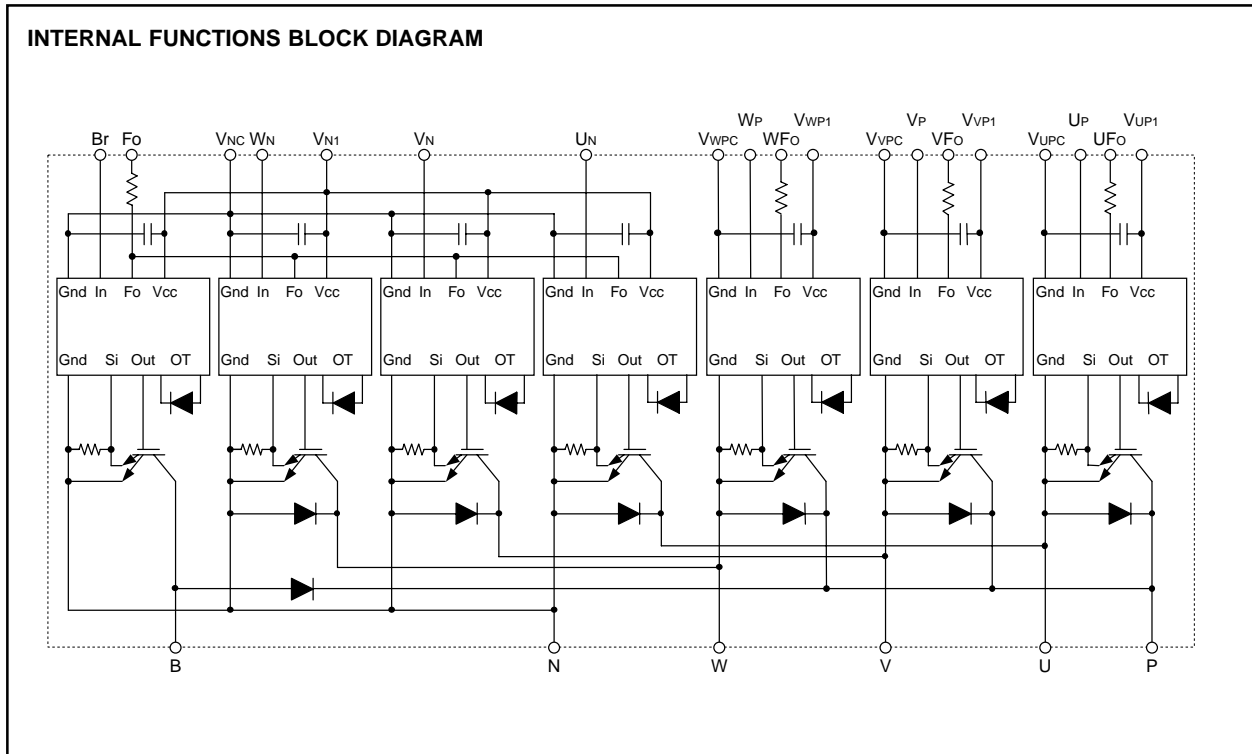 INTERNAL FUNCTIONS BLOCK DIAGRAM
WP VWP1 VP VVP1 UP VUP1
Br Fo VNC WN VN1 VN UN VWPC WFO VVPC VFO VUPC UFO
Gnd In Fo Vcc Gnd In Fo Vcc Gnd In Fo Vcc Gnd In Fo Vcc Gnd In Fo Vcc Gnd In Fo Vcc Gnd In Fo Vcc
Gnd Si Out OT Gnd Si Out OT Gnd Si Out OT Gnd Si Out OT Gnd Si Out OT Gnd Si Out OT Gnd Si Out OT
B N W V U P